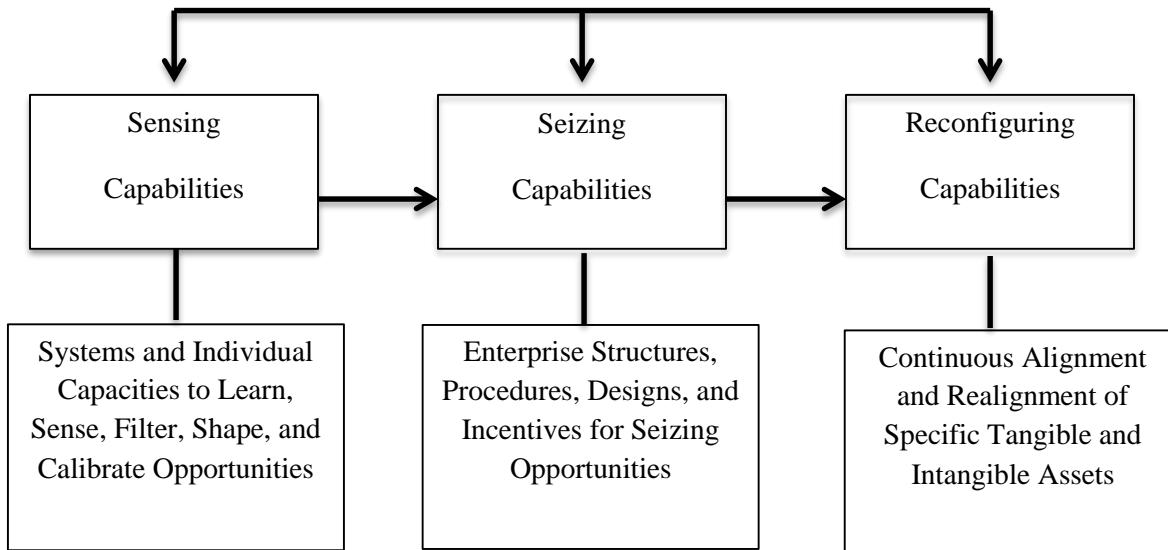 Sensing
Capabilities
Seizing
Capabilities
Reconfiguring
Capabilities
Systems and Individual
Capacities to Learn,
Sense, Filter, Shape, and
Calibrate Opportunities
Enterprise Structures,
Procedures, Designs, and
Incentives for Seizing
Opportunities
Continuous Alignment
and Realignment of
Specific Tangible and
Intangible Assets